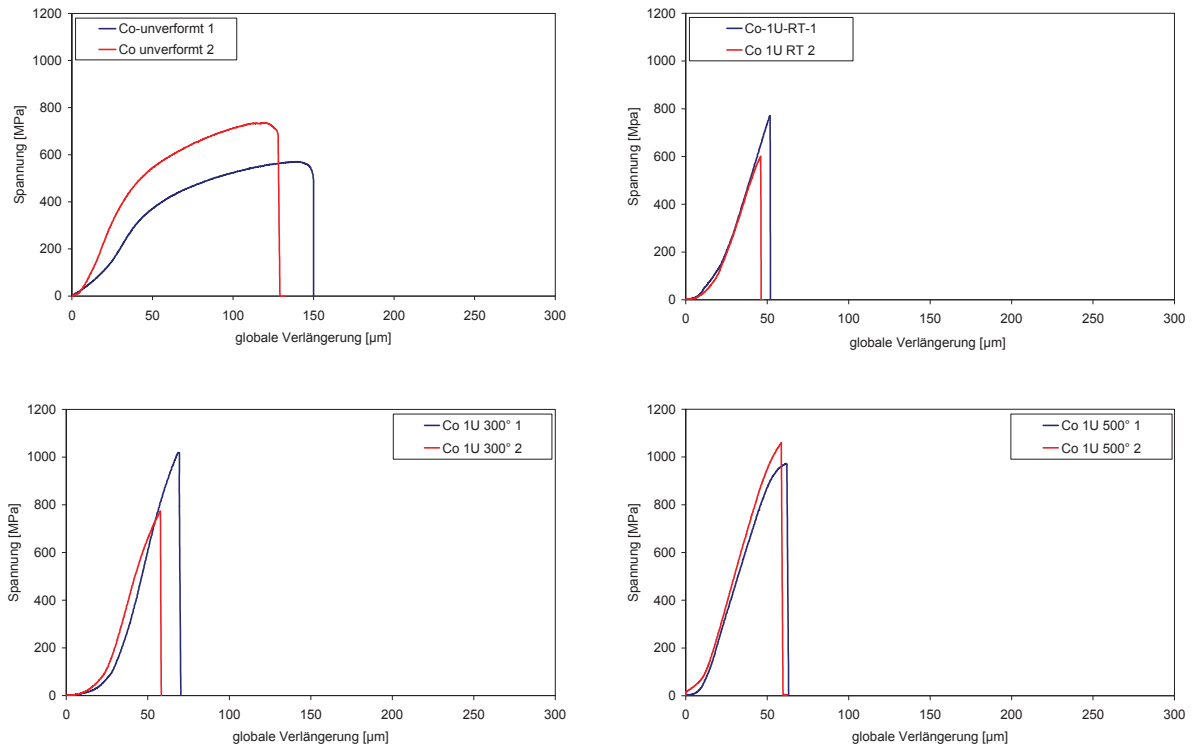 Co-unverformt 1
Co unverformt 2
1200
1000
800
600
400
200
0
Spannung [MPa]
0 50 100 150 200 250 300
globale Verlängerung [µm]
Co-1U-RT-1
Co 1U RT 2
1200
1000
800
600
400
200
0
Spannung [Mpa]
0 50 100 150 200 250 300
globale Verlängerung [µm]
Co 1U 300° 1
Co 1U 300° 2
1200
1000
800
600
400
200
0
Spannung [MPa]
0 50 100 150 200 250 300
globale Verlängerung [µm]
Co 1U 500° 1
Co 1U 500° 2
1200
1000
800
600
400
200
0
Spannung [MPa]
0 50 100 150 200 250 300
globale Verlängerung [µm]